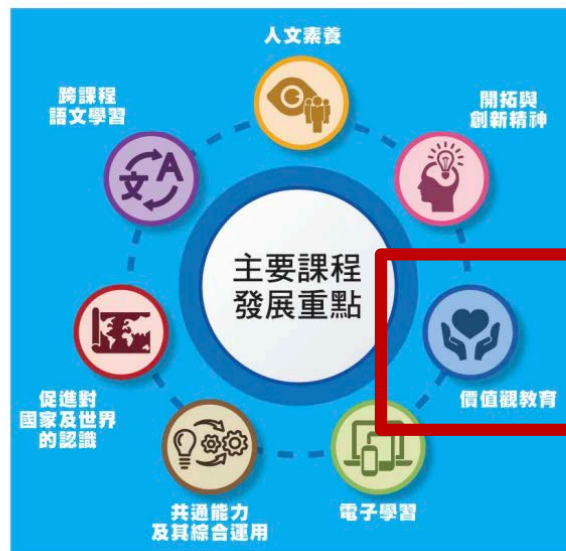 人文素養
開拓與
創新精神
價值觀教育
電子學習
共通能力
及其綜合運用
促進對
國家及世界
的認識
跨課程
語文學習
文A
主要課程
發展重點